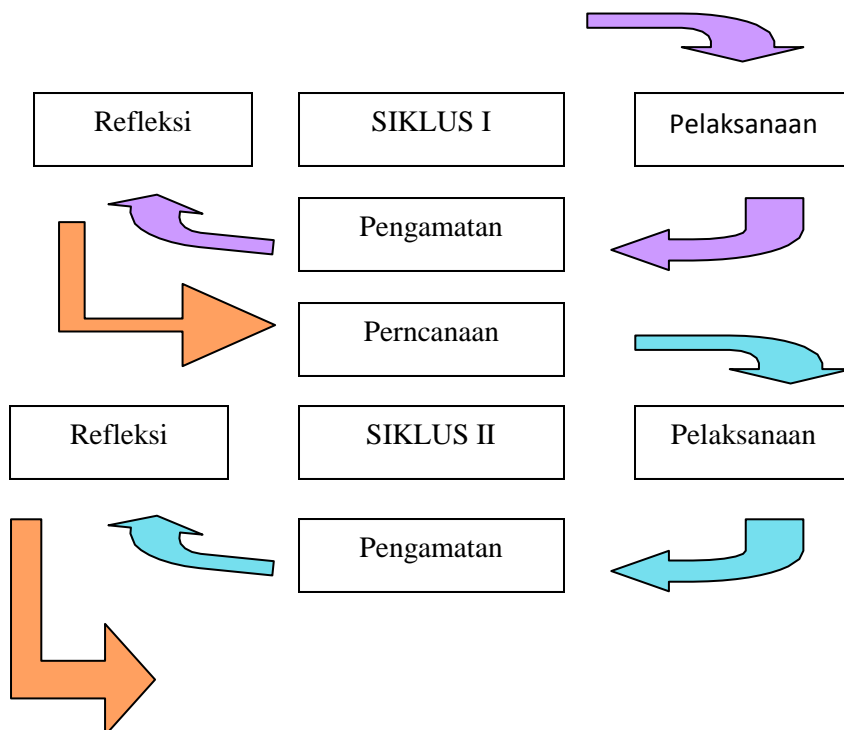 Refleksi
SIKLUS I
Pelaksanaan
Pengamatan
Perncanaan
Refleksi
SIKLUS II
Pelaksanaan
Pengamatan